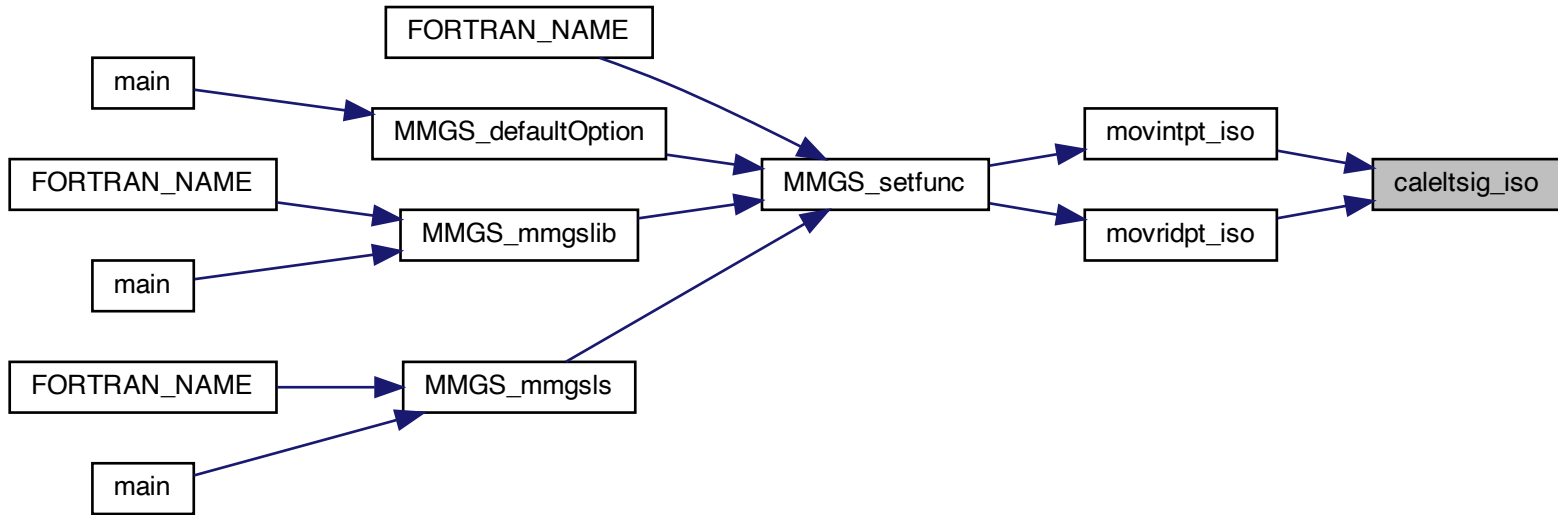 FORTRAN_NAME
main
MMGS_defaultOption
movintpt_iso
FORTRAN_NAME
MMGS_setfunc
caleltsig_iso
MMGS_mmgslib
movridpt_iso
main
FORTRAN_NAME
MMGS_mmgsls
main